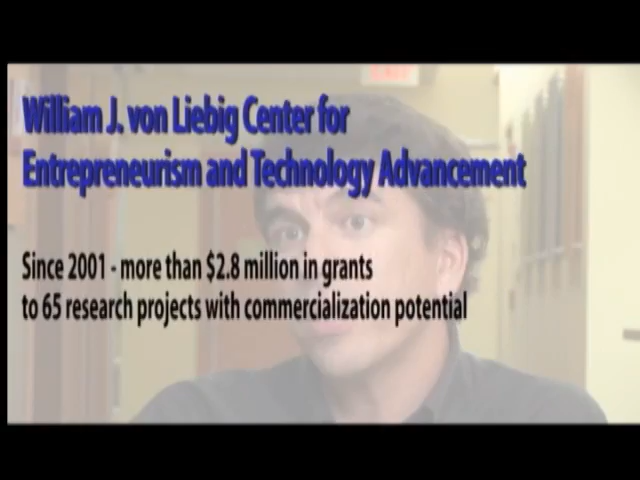 William J. von Liebig Center for
Entrepreneurism and Technology Advancement
Since 2001 - more than $2.8 million in grants
to 65 research projects with commercialization potential